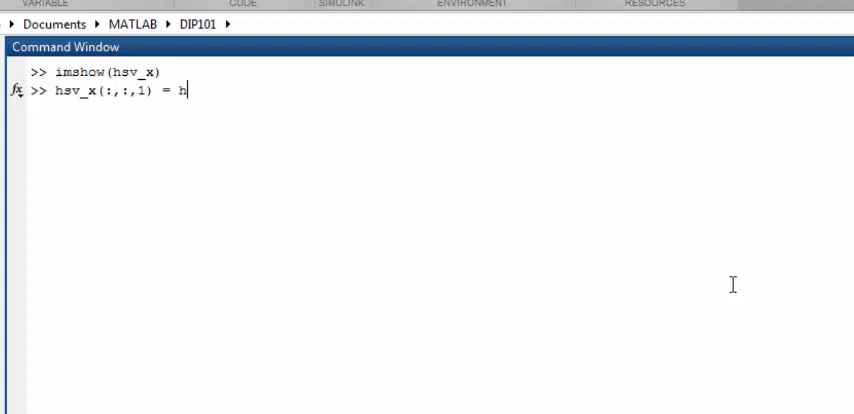 VARIABLE CODE SIMULINK ENVIRONMENT RESOURCES
Documents MATLAB DIP101
Command Window
>> imshow(hsv_x)
fx >> hsv_x(:,:,1) = h